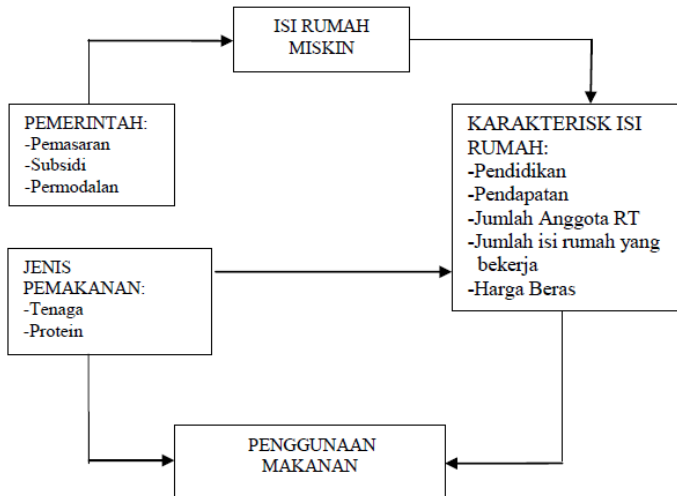 ISI RUMAH
MISKIN
PEMERINTAH:
-Pemasaran
-Subsidi
-Permodalan
KARAKTERISK ISI
RUMAH:
-Pendidikan
-Pendapatan
-Jumlah Anggota RT
-Jumlah isi rumah yang
bekerja
-Harga Beras
JENIS
PEMAKANAN:
-Tenaga
-Protein
PENGGUNAAN
MAKANAN